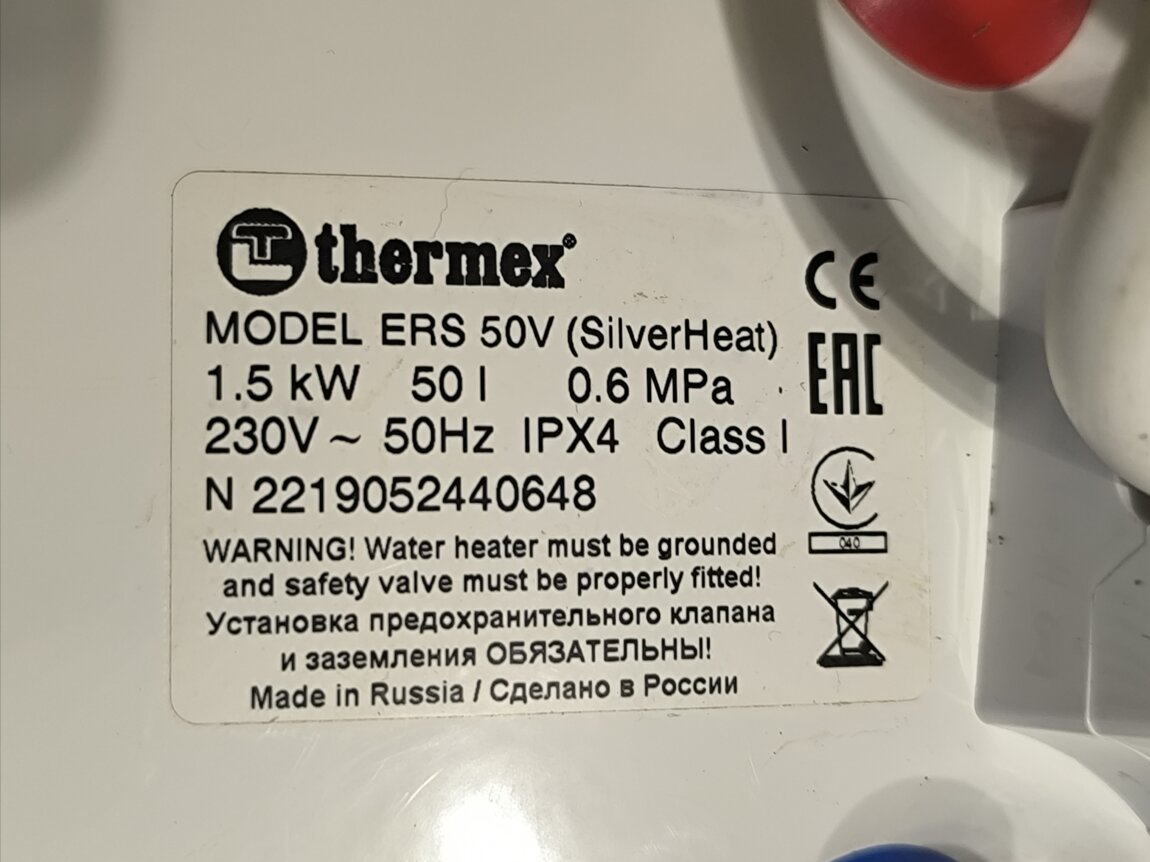 thermex®
MODEL ERS 50V (SilverHeat)
1.5 kW 50 l 0.6 MPa
230V ~ 50Hz IPX4 Class I
N 2219052440648
WARNING! Water heater must be grounded
and safety valve must be properly fitted!
Установка предохранительного клапана
и заземления ОБЯЗАТЕЛЬНЫ!
Made in Russia / Сделано в России
CE
EAC
040